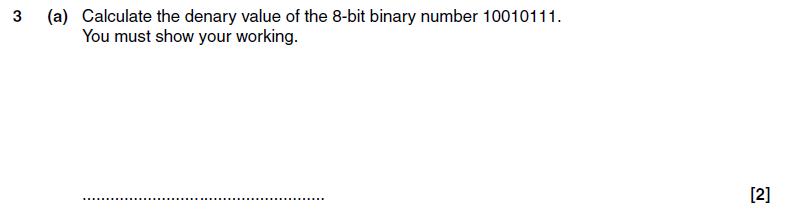 3 (a) Calculate the denary value of the 8-bit binary number 10010111.
You must show your working.
.................................................... [2]